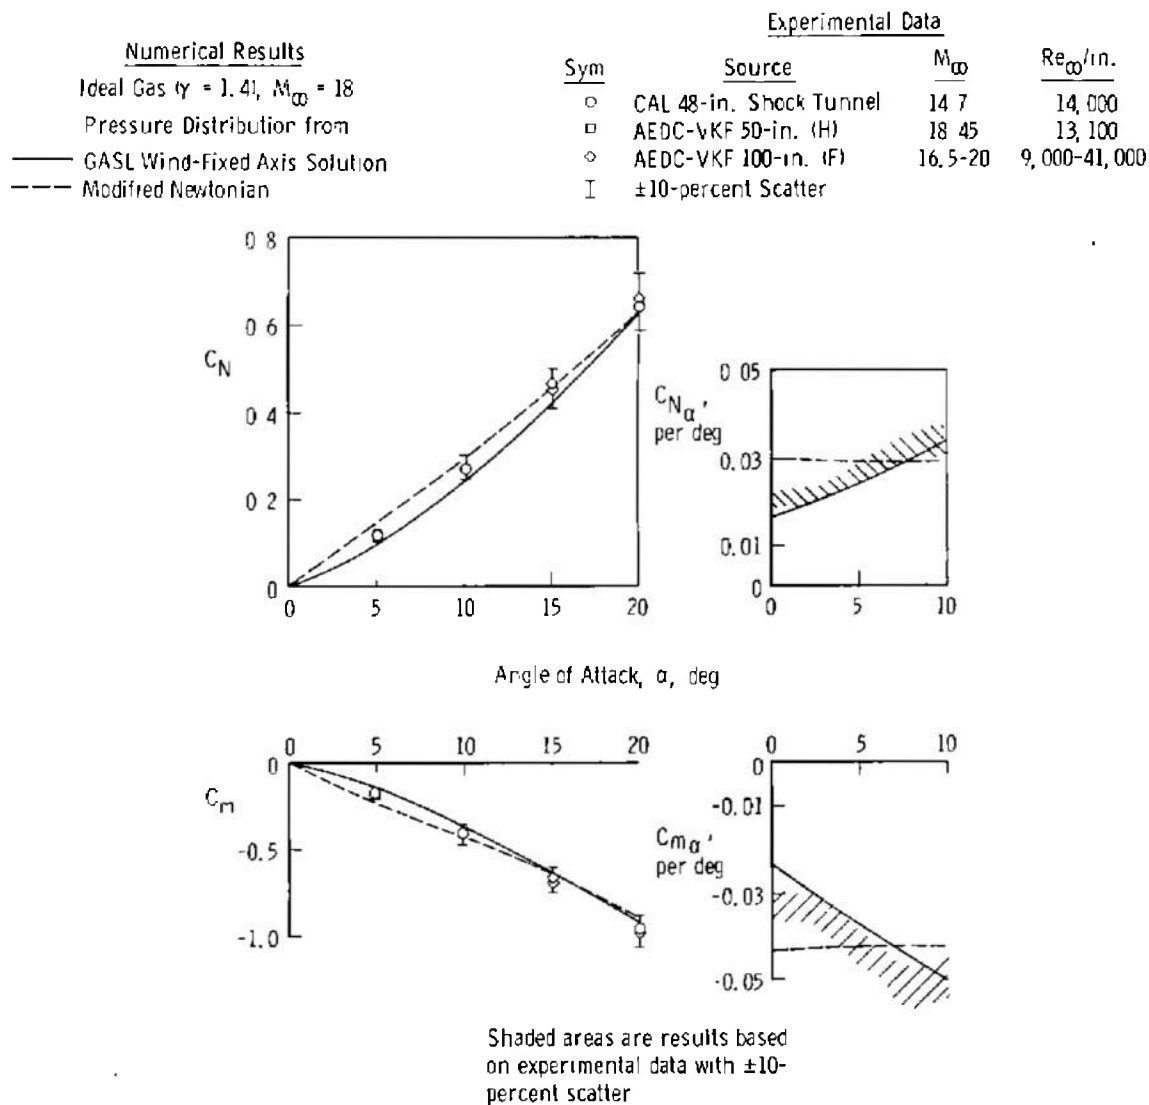 Experimental Data
Numerical Results
Ideal Gas (γ = 1.4), M∞ = 18
Pressure Distribution from
GASL Wind-Fixed Axis Solution
Modified Newtonian
Sym Source M∞ Re∞/in.
○ CAL 48-in. Shock Tunnel 14 7 14,000
□ AEDC-VKF 50-in. (H) 18 45 13,100
◇ AEDC-VKF 100-in. (F) 16.5-20 9,000-41,000
I ±10-percent Scatter
0 8
0 6
C_N
0 4
0 2
0
0 5 10 15 20
0 05
C_Nα,
per deg
0.03
0.01
0
0 5 10
Angle of Attack, α, deg
0 5 10 15 20
0
C_m
-0.5
-1.0
0 5 10
0
-0.01
C_mα,
per deg
-0.03
-0.05
Shaded areas are results based
on experimental data with ±10-
percent scatter